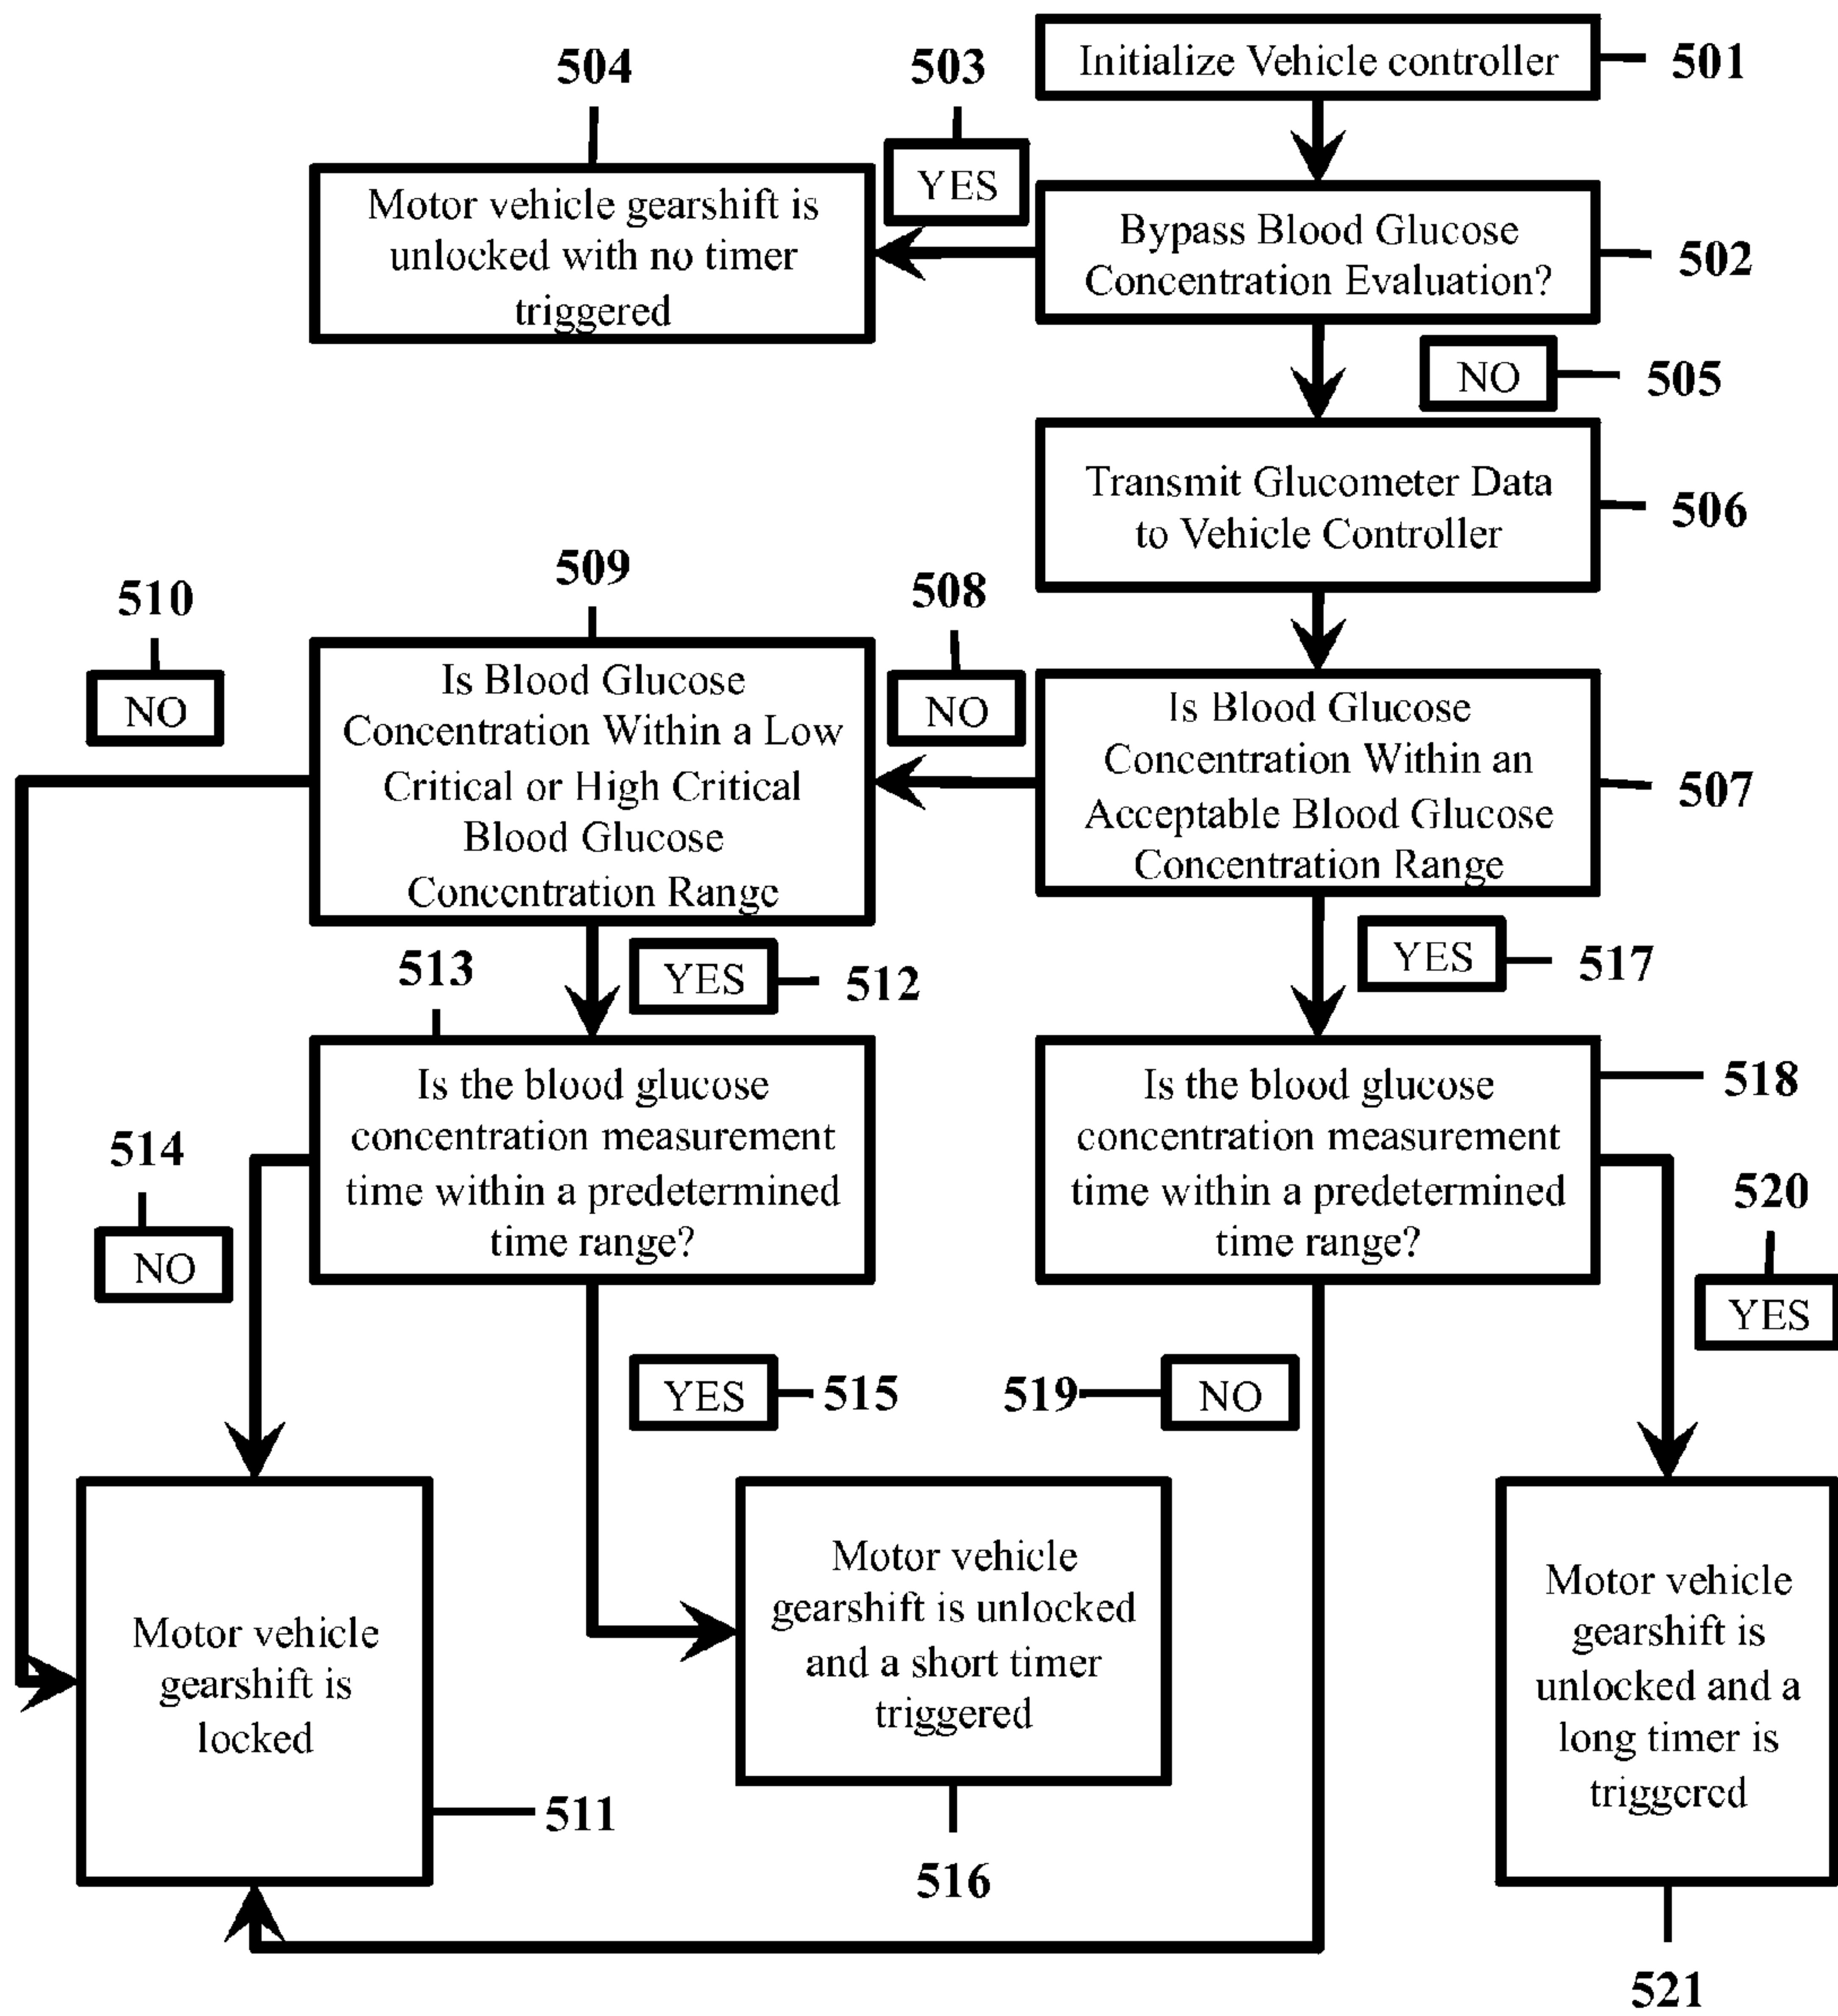 Initialize Vehicle controller
501
504
503
YES
Motor vehicle gearshift is
unlocked with no timer
triggered
Bypass Blood Glucose
Concentration Evaluation?
502
NO
505
Transmit Glucometer Data
to Vehicle Controller
506
510
NO
509
508
NO
Is Blood Glucose
Concentration Within a Low
Critical or High Critical
Blood Glucose
Concentration Range
Is Blood Glucose
Concentration Within an
Acceptable Blood Glucose
Concentration Range
507
513
YES
512
YES
517
Is the blood glucose
concentration measurement
time within a predetermined
time range?
Is the blood glucose
concentration measurement
time within a predetermined
time range?
518
514
NO
520
YES
YES
515
519
NO
Motor vehicle
gearshift is
locked
511
Motor vehicle
gearshift is unlocked
and a short timer
triggered
516
Motor vehicle
gearshift is
unlocked and a
long timer is
triggered
521